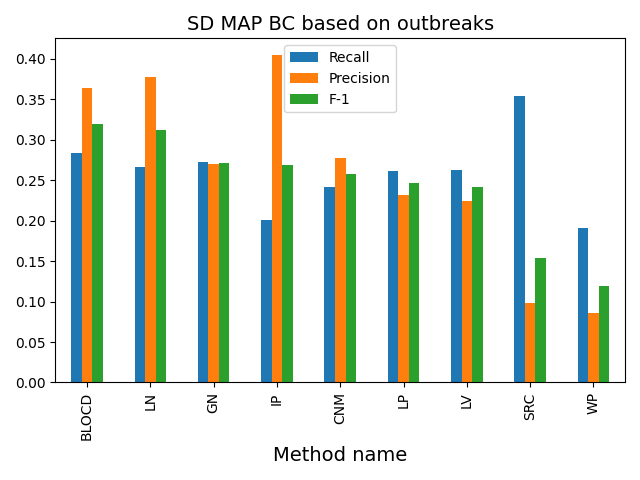 SD MAP BC based on outbreaks
Recall
Precision
F-1
0.40
0.35
0.30
0.25
0.20
0.15
0.10
0.05
0.00
BLOCD
LN
GN
IP
CNM
LP
LV
SRC
WP
Method name